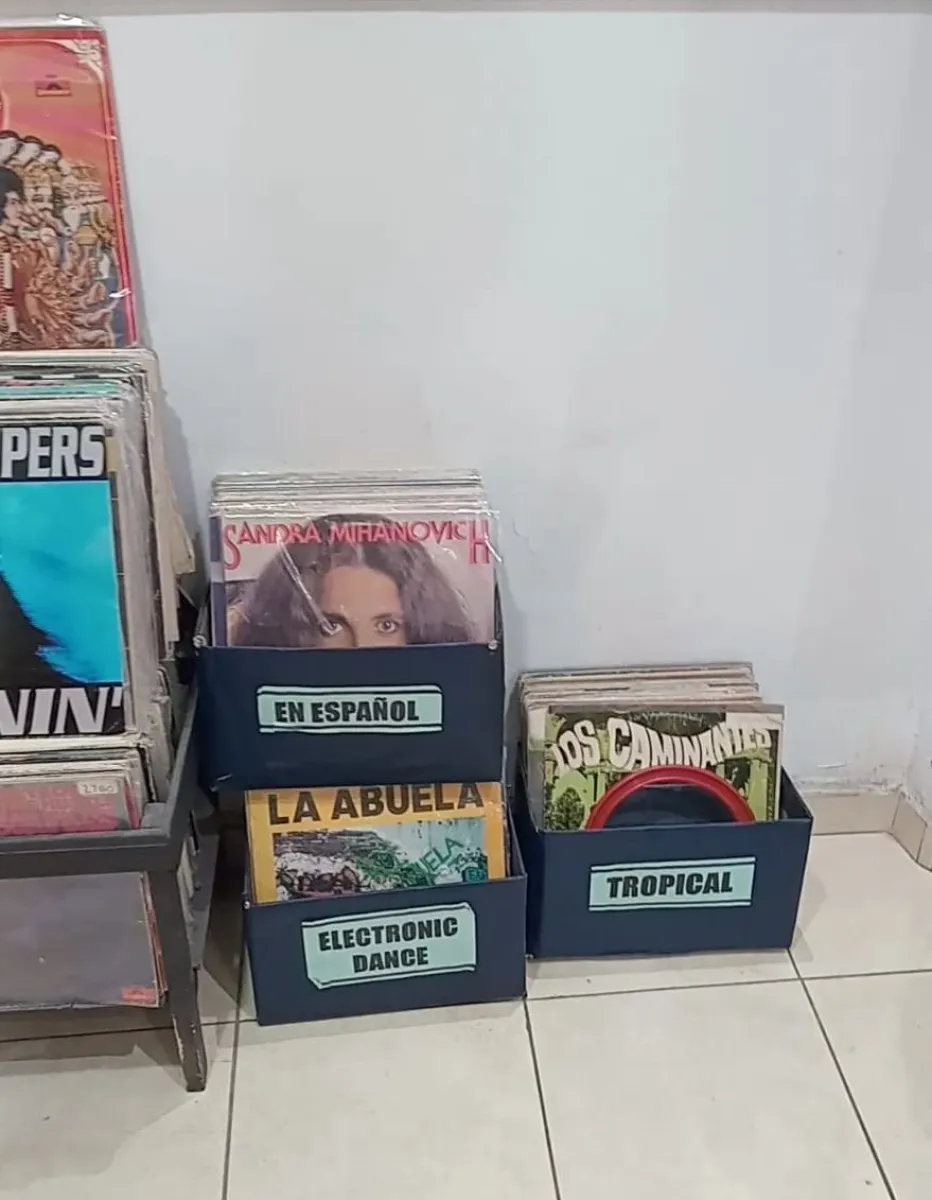 PERS
NIN'
SANDRA MIHANOVICH
EN ESPAÑOL
LA ABUELA
ELECTRONIC
DANCE
LOS CAMINANTES
TROPICAL